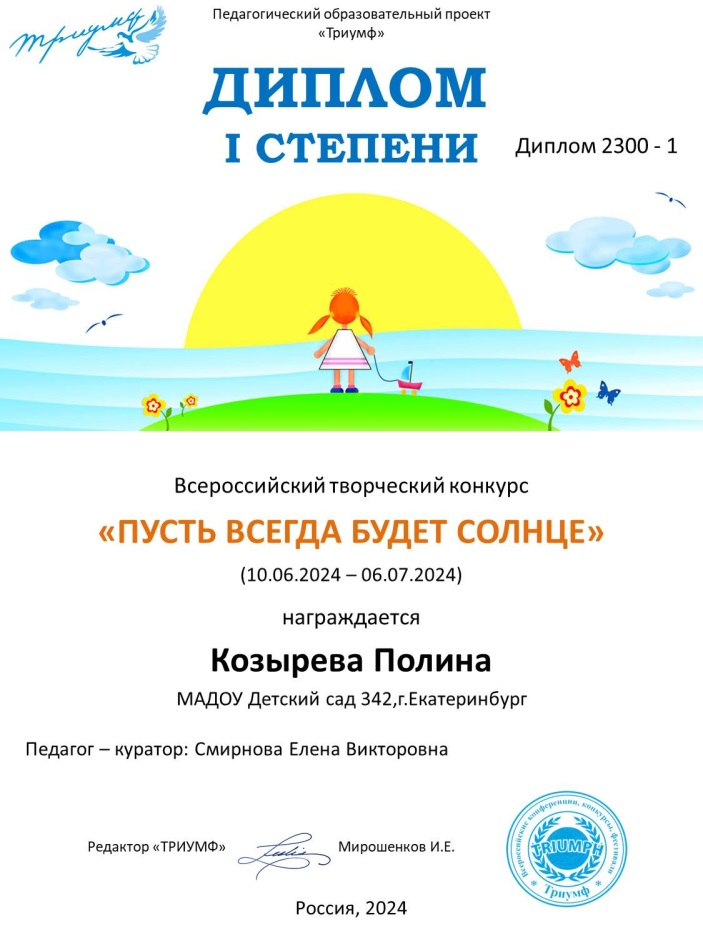 Триумф
Педагогический образовательный проект
«Триумф»
ДИПЛОМ
I СТЕПЕНИ
Диплом 2300 - 1
Всероссийский творческий конкурс
«ПУСТЬ ВСЕГДА БУДЕТ СОЛНЦЕ»
(10.06.2024 – 06.07.2024)
награждается
Козырева Полина
МАДОУ Детский сад 342,г.Екатеринбург
Педагог – куратор: Смирнова Елена Викторовна
Редактор «ТРИУМФ» Мирошенков И.Е.
Всероссийские конференции, конкурсы, фестивали
TRIUMPH
* Триумф *
Россия, 2024